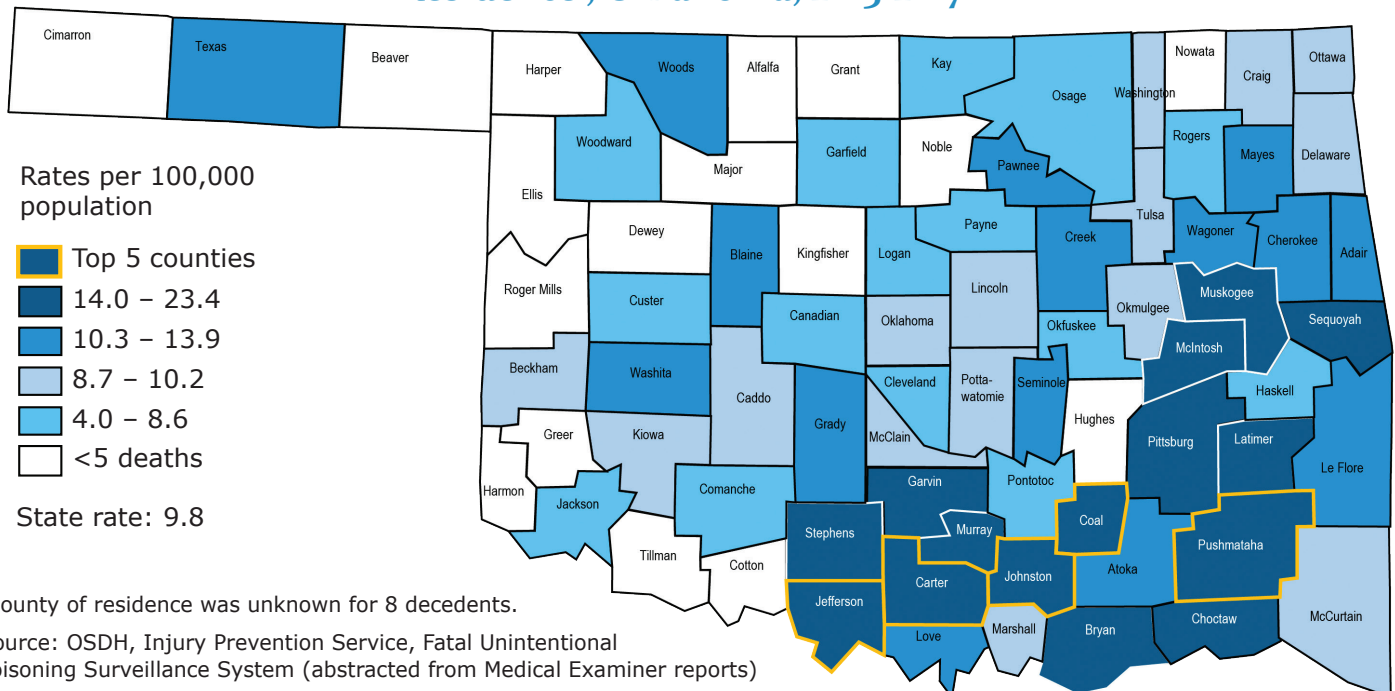 Cimarron
Texas
Beaver
Harper
Woods
Alfalfa
Grant
Kay
Osage
Washington
Nowata
Craig
Ottawa
Woodward
Major
Garfield
Noble
Pawnee
Rogers
Mayes
Delaware
Rates per 100,000
population
Top 5 counties
14.0 – 23.4
10.3 – 13.9
8.7 – 10.2
4.0 – 8.6
<5 deaths
State rate: 9.8
Ellis
Dewey
Blaine
Kingfisher
Logan
Payne
Creek
Tulsa
Wagoner
Cherokee
Adair
Roger Mills
Custer
Canadian
Oklahoma
Lincoln
Okfuskee
Okmulgee
Muskogee
McIntosh
Sequoyah
Beckham
Washita
Caddo
Grady
Cleveland
McClain
Potta-
watomie
Seminole
Hughes
Haskell
Pittsburg
Latimer
Le Flore
Harmon
Greer
Kiowa
Jackson
Comanche
Tillman
Cotton
Stephens
Jefferson
Garvin
Murray
Carter
Love
Pontotoc
Johnston
Marshall
Coal
Atoka
Bryan
Pushmataha
Choctaw
McCurtain
ounty of residence was unknown for 8 decedents.
ource: OSDH, Injury Prevention Service, Fatal Unintentional
oisoning Surveillance System (abstracted from Medical Examiner reports)